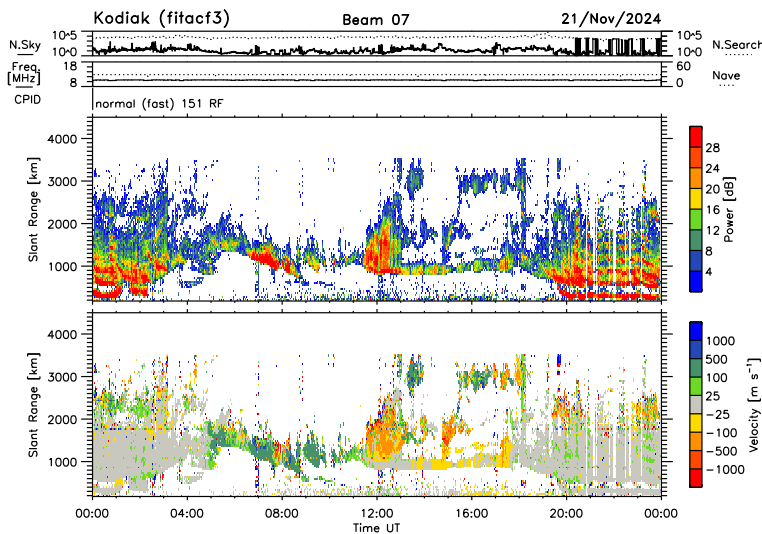 Kodiak (fitacf3) Beam 07 21/Nov/2024
N.Sky 10^5 10^0 10^5 10^0 N.Search
Freq. [MHz] 18 8 60 0 Nave
CPID normal (fast) 151 RF
Slant Range [km] 4000 3000 2000 1000
Power [dB] 28 24 20 16 12 8 4
Slant Range [km] 4000 3000 2000 1000
Velocity [m s⁻¹] 1000 500 100 25 −25 −100 −500 −1000
00:00 04:00 08:00 12:00 16:00 20:00 00:00
Time UT